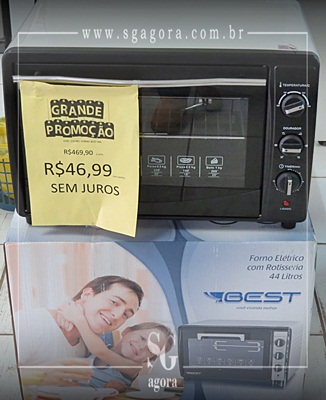 www.sgagora.com.br
GRANDE
PROMOÇÃO
R$469,90
R$46,99
SEM JUROS
TEMPERATURA
DOURADOR
Forno Elétrico
com Rotisseria
44 Litros
BEST
SG
agora